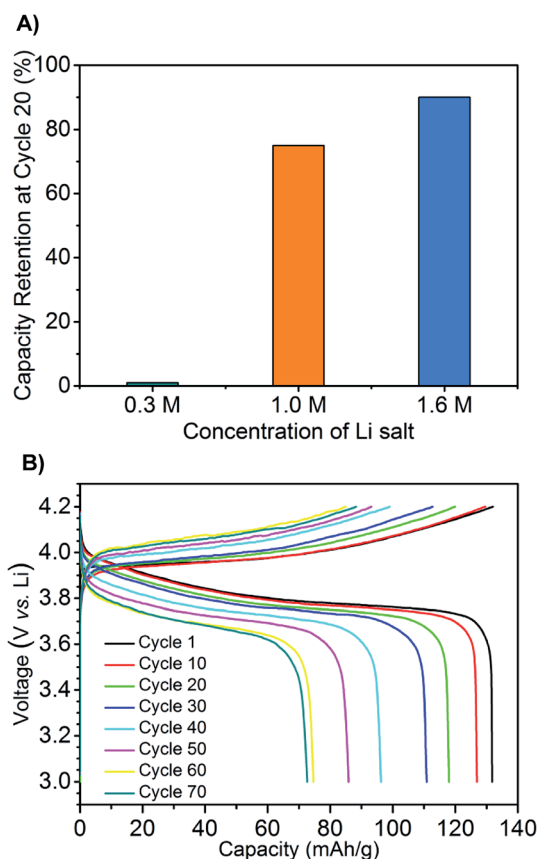 A)
Capacity Retention at Cycle 20 (%)
100
80
60
40
20
0
0.3 M 1.0 M 1.6 M
Concentration of Li salt
B)
Voltage (V vs. Li)
4.2
4.0
3.8
3.6
3.4
3.2
3.0
Cycle 1
Cycle 10
Cycle 20
Cycle 30
Cycle 40
Cycle 50
Cycle 60
Cycle 70
0 20 40 60 80 100 120 140
Capacity (mAh/g)